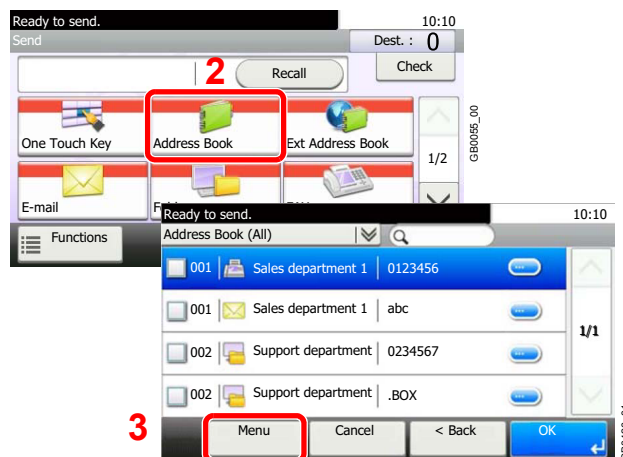 Ready to send. 10:10
Send Dest. : 0
2 Recall Check
One Touch Key Address Book Ext Address Book 1/2
E-mail
Functions
GB0055_00
Ready to send. 10:10
Address Book (All)
001 Sales department 1 0123456
001 Sales department 1 abc
1/1
002 Support department 0234567
002 Support department .BOX
3 Menu Cancel < Back OK